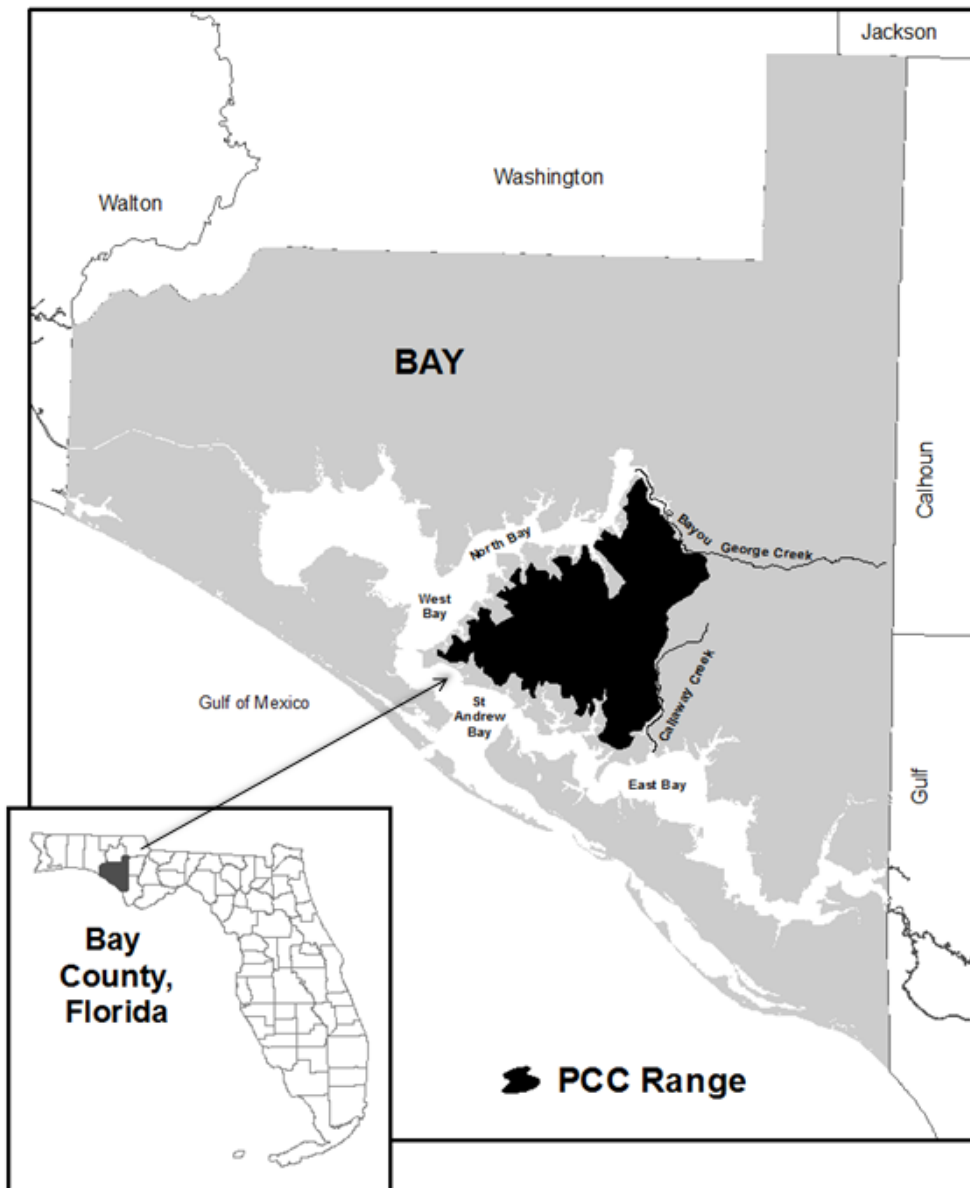 Jackson
Washington
Walton
BAY
Calhoun
North Bay
Bayou George Creek
West
Bay
Callaway Creek
Gulf of Mexico
St
Andrew
Bay
Gulf
East Bay
Bay
County,
Florida
PCC Range